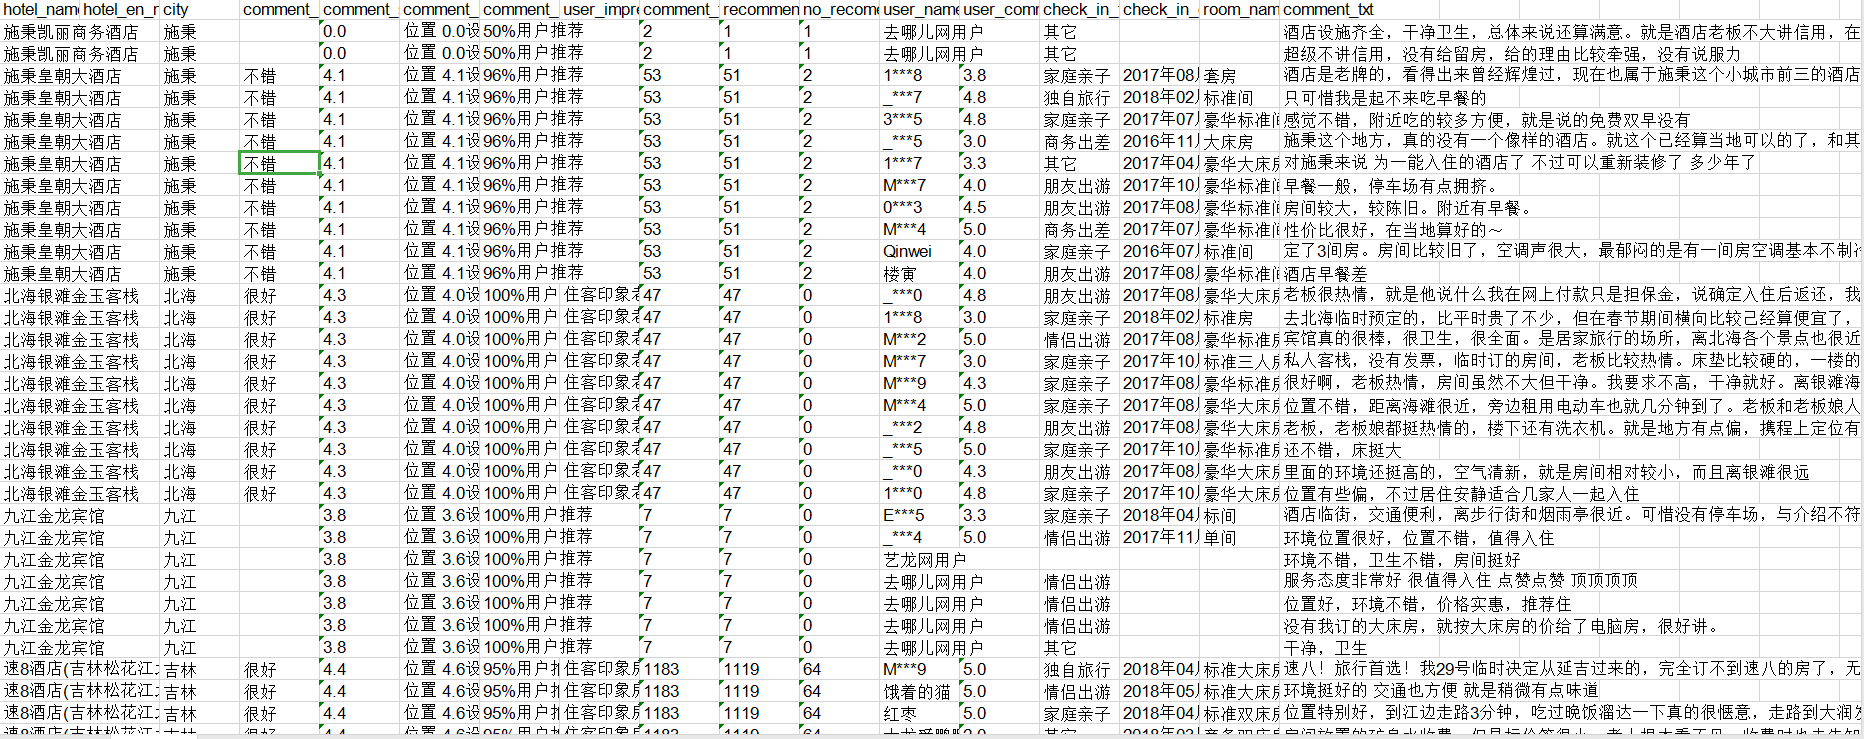 hotel_name hotel_en_n city comment_ comment_ comment_ comment_ user_impre comment_ recommen no_recome user_name user_comr check_in_ check_in_ room_nam comment_txt
施秉凯丽商务酒店 施秉 0.0 位置 0.0设 50%用户推荐 2 1 1 去哪儿网用户 其它 酒店设施齐全，干净卫生，总体来说还算满意。就是酒店老板不大讲信用，在
施秉凯丽商务酒店 施秉 0.0 位置 0.0设 50%用户推荐 2 1 1 去哪儿网用户 其它 超级不讲信用，没有给留房，给的理由比较牵强，没有说服力
施秉皇朝大酒店 施秉 不错 4.1 位置 4.1设 96%用户推荐 53 51 2 1***8 3.8 家庭亲子 2017年08月 套房 酒店是老牌的，看得出来曾经辉煌过，现在也属于施秉这个小城市前三的酒店
施秉皇朝大酒店 施秉 不错 4.1 位置 4.1设 96%用户推荐 53 51 2 _***7 4.8 独自旅行 2018年02月 标准间 只可惜我是起不来吃早餐的
施秉皇朝大酒店 施秉 不错 4.1 位置 4.1设 96%用户推荐 53 51 2 3***5 4.8 家庭亲子 2017年07月 豪华标准间 感觉不错，附近吃的较多方便，就是说的免费双早没有
施秉皇朝大酒店 施秉 不错 4.1 位置 4.1设 96%用户推荐 53 51 2 _***5 3.0 商务出差 2016年11月 大床房 施秉这个地方，真的没有一个像样的酒店。就这个已经算当地可以的了，和其
施秉皇朝大酒店 施秉 不错 4.1 位置 4.1设 96%用户推荐 53 51 2 1***7 3.3 其它 2017年04月 豪华大床房 对施秉来说 为一能入住的酒店了 不过可以重新装修了 多少年了
施秉皇朝大酒店 施秉 不错 4.1 位置 4.1设 96%用户推荐 53 51 2 M***7 4.0 朋友出游 2017年10月 豪华标准间 早餐一般，停车场有点拥挤。
施秉皇朝大酒店 施秉 不错 4.1 位置 4.1设 96%用户推荐 53 51 2 0***3 4.5 朋友出游 2017年08月 豪华标准间 房间较大，较陈旧。附近有早餐。
施秉皇朝大酒店 施秉 不错 4.1 位置 4.1设 96%用户推荐 53 51 2 M***4 5.0 商务出差 2017年07月 豪华标准间 性价比很好，在当地算好的～
施秉皇朝大酒店 施秉 不错 4.1 位置 4.1设 96%用户推荐 53 51 2 Qinwei 4.0 家庭亲子 2016年07月 标准间 定了3间房。房间比较旧了，空调声很大，最郁闷的是有一间房空调基本不制冷
施秉皇朝大酒店 施秉 不错 4.1 位置 4.1设 96%用户推荐 53 51 2 楼寅 4.0 朋友出游 2017年08月 豪华标准间 酒店早餐差
北海银滩金玉客栈 北海 很好 4.3 位置 4.0设 100%用户 住客印象老 47 47 0 _***0 4.8 朋友出游 2017年08月 豪华大床房 老板很热情，就是他说什么我在网上付款只是担保金，说确定入住后返还，我
北海银滩金玉客栈 北海 很好 4.3 位置 4.0设 100%用户 住客印象老 47 47 0 1***8 3.0 家庭亲子 2018年02月 标准房 去北海临时预定的，比平时贵了不少，但在春节期间横向比较己经算便宜了，
北海银滩金玉客栈 北海 很好 4.3 位置 4.0设 100%用户 住客印象老 47 47 0 M***2 5.0 情侣出游 2017年08月 豪华标准房 宾馆真的很棒，很卫生，很全面。是居家旅行的场所，离北海各个景点也很近
北海银滩金玉客栈 北海 很好 4.3 位置 4.0设 100%用户 住客印象老 47 47 0 M***7 3.0 家庭亲子 2017年10月 标准三人房 私人客栈，没有发票，临时订的房间，老板比较热情。床垫比较硬的，一楼的
北海银滩金玉客栈 北海 很好 4.3 位置 4.0设 100%用户 住客印象老 47 47 0 M***9 4.3 家庭亲子 2017年08月 豪华标准房 很好啊，老板热情，房间虽然不大但干净。我要求不高，干净就好。离银滩海
北海银滩金玉客栈 北海 很好 4.3 位置 4.0设 100%用户 住客印象老 47 47 0 M***4 5.0 家庭亲子 2017年08月 豪华大床房 位置不错，距离海滩很近，旁边租用电动车也就几分钟到了。老板和老板娘人
北海银滩金玉客栈 北海 很好 4.3 位置 4.0设 100%用户 住客印象老 47 47 0 _***2 4.8 朋友出游 2017年08月 豪华大床房 老板，老板娘都挺热情的，楼下还有洗衣机。就是地方有点偏，携程上定位有
北海银滩金玉客栈 北海 很好 4.3 位置 4.0设 100%用户 住客印象老 47 47 0 _***5 5.0 家庭亲子 2017年10月 豪华标准房 还不错，床挺大
北海银滩金玉客栈 北海 很好 4.3 位置 4.0设 100%用户 住客印象老 47 47 0 _***0 4.3 朋友出游 2017年08月 豪华大床房 里面的环境还挺高的，空气清新，就是房间相对较小，而且离银滩很远
北海银滩金玉客栈 北海 很好 4.3 位置 4.0设 100%用户 住客印象老 47 47 0 1***0 4.8 家庭亲子 2017年10月 豪华大床房 位置有些偏，不过居住安静适合几家人一起入住
九江金龙宾馆 九江 3.8 位置 3.6设 100%用户推荐 7 7 0 E***5 3.3 家庭亲子 2018年04月 标间 酒店临街，交通便利，离步行街和烟雨亭很近。可惜没有停车场，与介绍不符
九江金龙宾馆 九江 3.8 位置 3.6设 100%用户推荐 7 7 0 _***4 5.0 情侣出游 2017年11月 单间 环境位置很好，位置不错，值得入住
九江金龙宾馆 九江 3.8 位置 3.6设 100%用户推荐 7 7 0 艺龙网用户 环境不错，卫生不错，房间挺好
九江金龙宾馆 九江 3.8 位置 3.6设 100%用户推荐 7 7 0 去哪儿网用户 情侣出游 服务态度非常好 很值得入住 点赞点赞 顶顶顶顶
九江金龙宾馆 九江 3.8 位置 3.6设 100%用户推荐 7 7 0 去哪儿网用户 情侣出游 位置好，环境不错，价格实惠，推荐住
九江金龙宾馆 九江 3.8 位置 3.6设 100%用户推荐 7 7 0 去哪儿网用户 情侣出游 没有我订的大床房，就按大床房的价给了电脑房，很好讲。
九江金龙宾馆 九江 3.8 位置 3.6设 100%用户推荐 7 7 0 去哪儿网用户 其它 干净，卫生
速8酒店(吉林松花江 吉林 很好 4.4 位置 4.6设 95%用户推 住客印象房 1183 1119 64 M***9 5.0 独自旅行 2018年04月 标准大床房 速八！旅行首选！我29号临时决定从延吉过来的，完全订不到速八的房了，无
速8酒店(吉林松花江 吉林 很好 4.4 位置 4.6设 95%用户推 住客印象房 1183 1119 64 饿着的猫 5.0 情侣出游 2018年05月 标准大床房 环境挺好的 交通也方便 就是稍微有点味道
速8酒店(吉林松花江 吉林 很好 4.4 位置 4.6设 95%用户推 住客印象房 1183 1119 64 红枣 5.0 家庭亲子 2018年04月 标准双床房 位置特别好，到江边走路3分钟，吃过晚饭溜达一下真的很惬意，走路到大润发